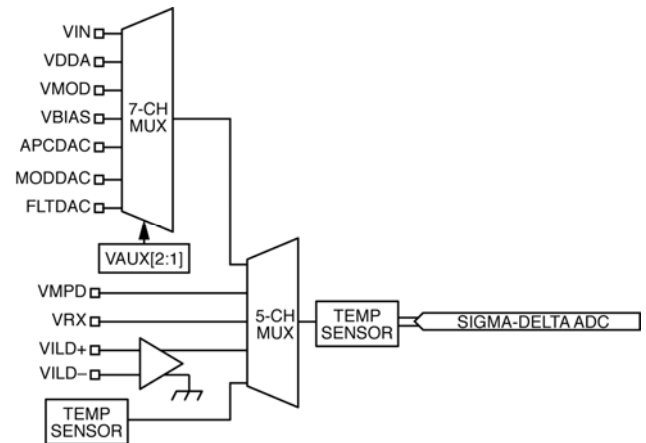 VIN
VDDA
VMOD
VBIAS
APCDAC
MODDAC
FLTDAC
7-CH
MUX
VAUX[2:1]
VMPD
VRX
VILD+
VILD–
TEMP
SENSOR
5-CH
MUX
TEMP
SENSOR
SIGMA-DELTA ADC